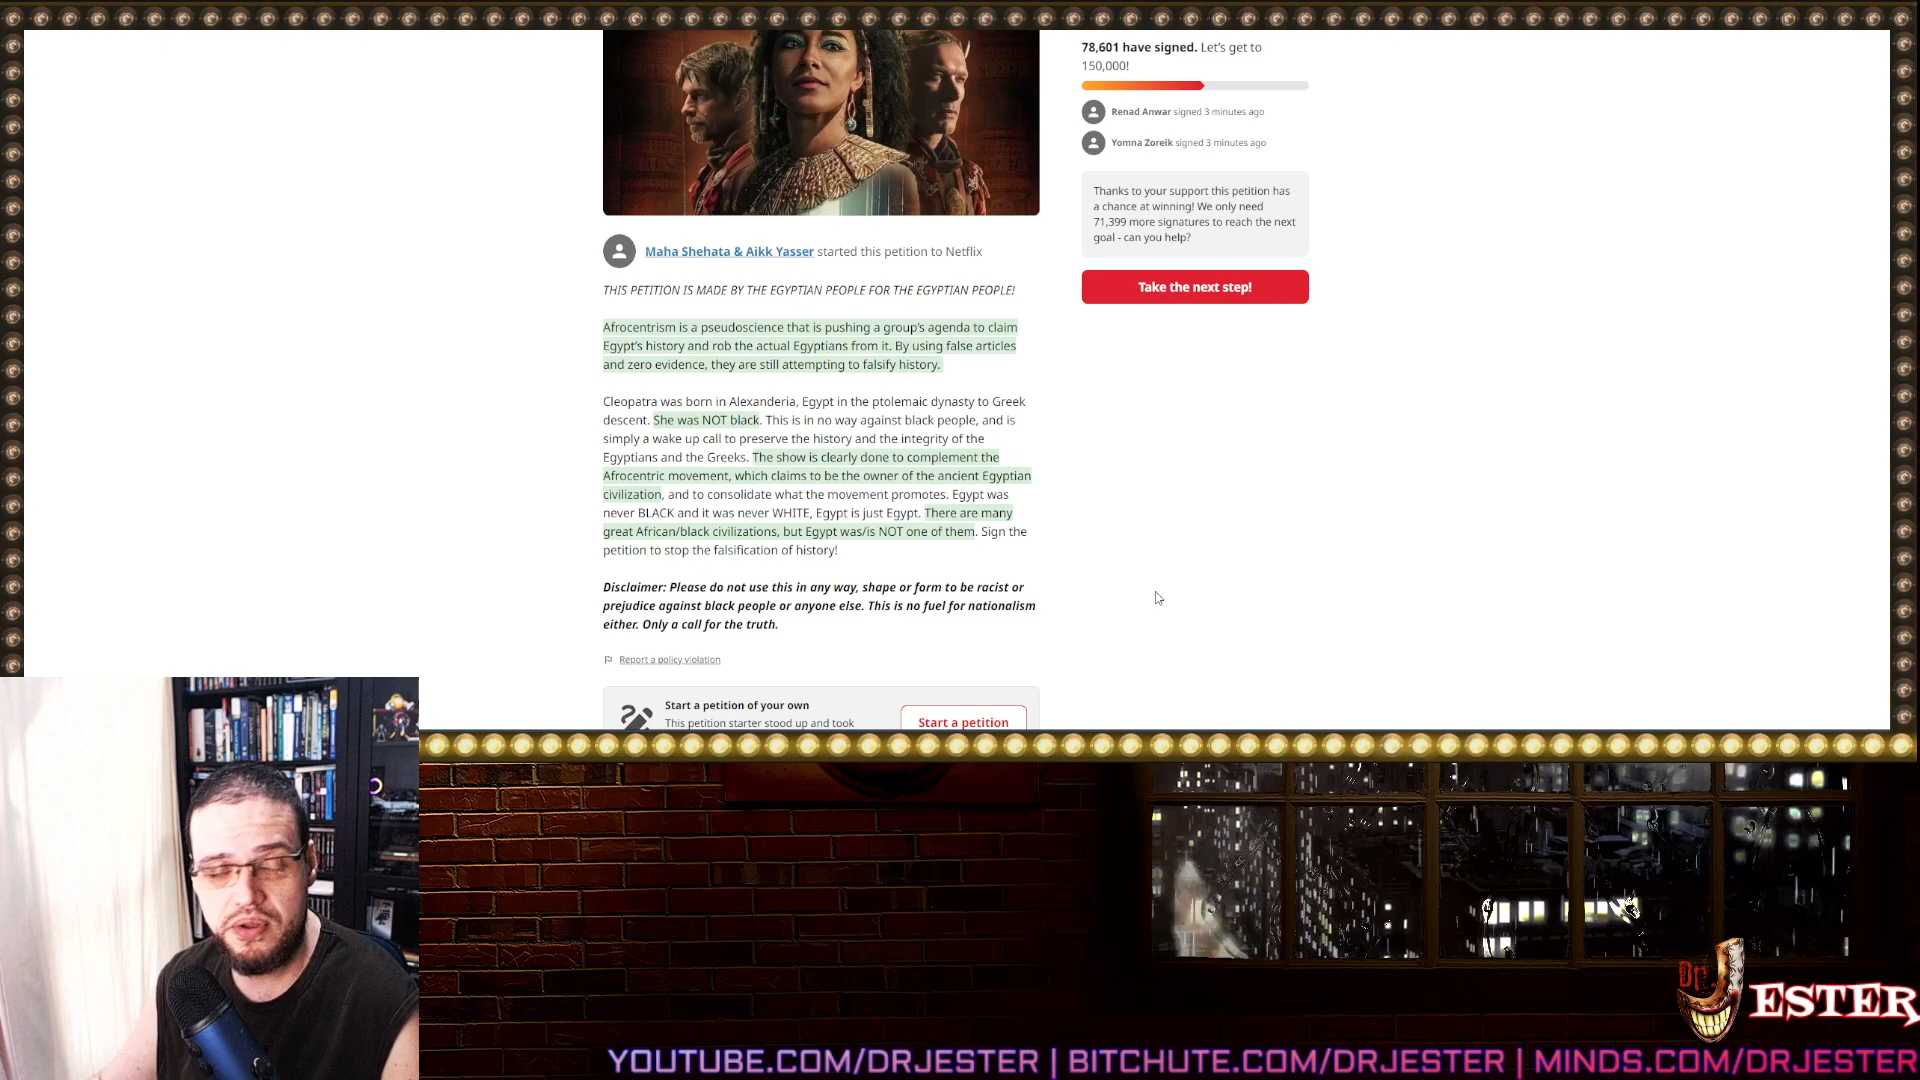 78,601 have signed. Let's get to
150,000!
Renad Anwar signed 3 minutes ago
Yomna Zoreik signed 3 minutes ago
Thanks to your support this petition has
a chance at winning! We only need
71,399 more signatures to reach the next
goal - can you help?
Take the next step!
Maha Shehata & Aikk Yasser started this petition to Netflix
THIS PETITION IS MADE BY THE EGYPTIAN PEOPLE FOR THE EGYPTIAN PEOPLE!
Afrocentrism is a pseudoscience that is pushing a group's agenda to claim
Egypt's history and rob the actual Egyptians from it. By using false articles
and zero evidence, they are still attempting to falsify history.
Cleopatra was born in Alexanderia, Egypt in the ptolemaic dynasty to Greek
descent. She was NOT black. This is in no way against black people, and is
simply a wake up call to preserve the history and the integrity of the
Egyptians and the Greeks. The show is clearly done to complement the
Afrocentric movement, which claims to be the owner of the ancient Egyptian
civilization, and to consolidate what the movement promotes. Egypt was
never BLACK and it was never WHITE, Egypt is just Egypt. There are many
great African/black civilizations, but Egypt was/is NOT one of them. Sign the
petition to stop the falsification of history!
Disclaimer: Please do not use this in any way, shape or form to be racist or
prejudice against black people or anyone else. This is no fuel for nationalism
either. Only a call for the truth.
Report a policy violation
Start a petition of your own
This petition starter stood up and took
Start a petition
Dr. JESTER
YOUTUBE.COM/DRJESTER | BITCHUTE.COM/DRJESTER | MINDS.COM/DRJESTER